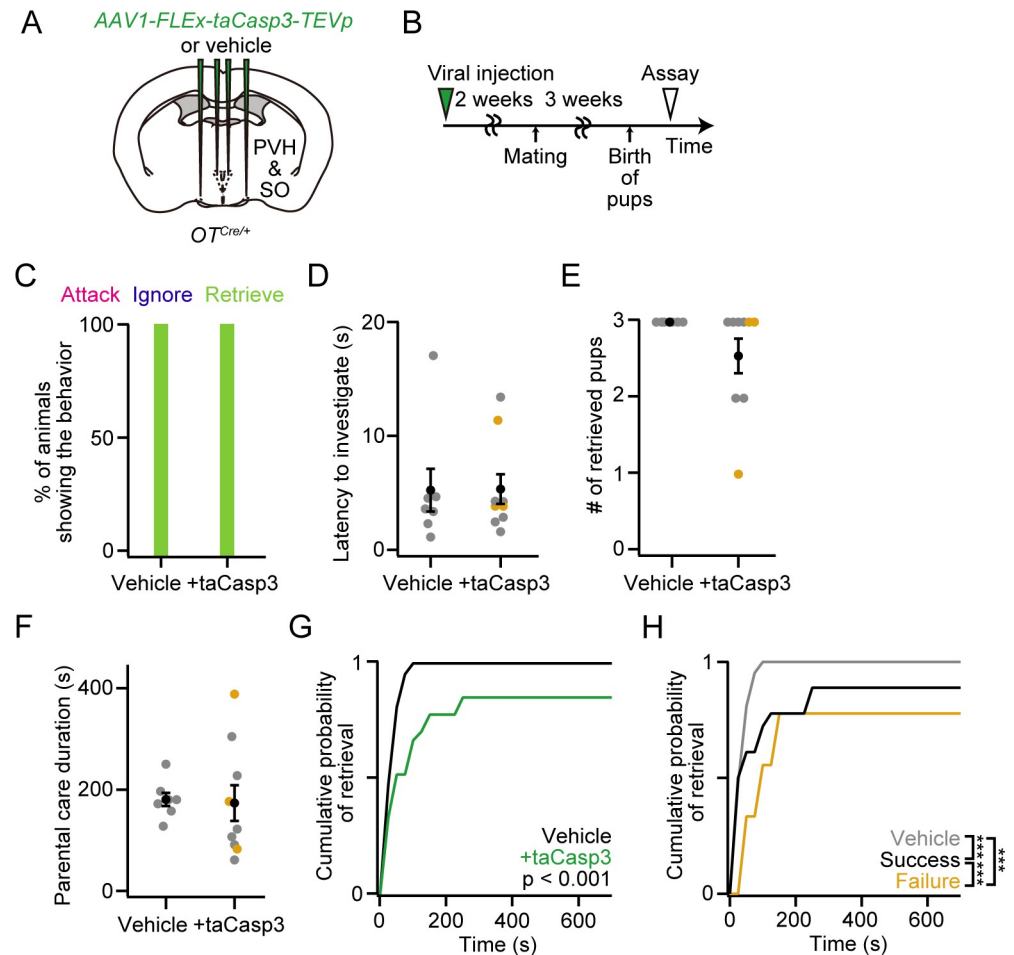 A
AAV1-FLEx-taCasp3-TEVp
or vehicle
PVH
&
SO
OTCre/+
B
Viral injection
Assay
2 weeks
3 weeks
Mating
Birth
of
pups
Time
C
Attack Ignore Retrieve
% of animals
showing the behavior
100
50
0
Vehicle +taCasp3
D
Latency to investigate (s)
20
10
0
Vehicle +taCasp3
E
# of retrieved pups
3
2
1
0
Vehicle +taCasp3
F
Parental care duration (s)
400
200
0
Vehicle +taCasp3
G
Cumulative probability
of retrieval
1
0
Vehicle
+taCasp3
p < 0.001
0 200 400 600
Time (s)
H
Cumulative probability
of retrieval
1
0
Vehicle
Success
Failure
***
***
***
0 200 400 600
Time (s)